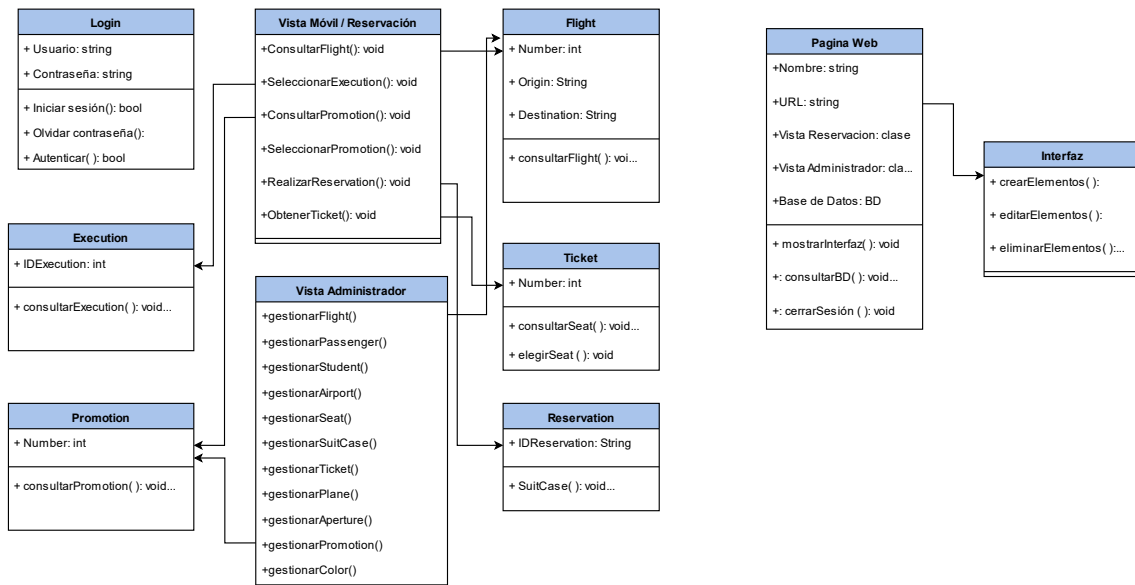 Login
+ Usuario: string
+ Contraseña: string
+ Iniciar sesión(): bool
+ Olvidar contraseña():
+ Autenticar( ): bool
Vista Móvil / Reservación
+ConsultarFlight(): void
+SeleccionarExecution(): void
+ConsultarPromotion(): void
+SeleccionarPromotion(): void
+RealizarReservation(): void
+ObtenerTicket(): void
Flight
+ Number: int
+ Origin: String
+ Destination: String
+ consultarFlight( ): voi...
Pagina Web
+Nombre: string
+URL: string
+Vista Reservacion: clase
+Vista Administrador: cla...
+Base de Datos: BD
+ mostrarInterfaz( ): void
+: consultarBD( ): void...
+: cerrarSesión ( ): void
Interfaz
+ crearElementos( ):
+ editarElementos( ):
+ eliminarElementos( ):...
Execution
+ IDExecution: int
+ consultarExecution( ): void...
Vista Administrador
+gestionarFlight()
+gestionarPassenger()
+gestionarStudent()
+gestionarAirport()
+gestionarSeat()
+gestionarSuitCase()
+gestionarTicket()
+gestionarPlane()
+gestionarAperture()
+gestionarPromotion()
+gestionarColor()
Ticket
+ Number: int
+ consultarSeat( ): void...
+ elegirSeat ( ): void
Promotion
+ Number: int
+ consultarPromotion( ): void...
Reservation
+ IDReservation: String
SuitCase( ): void...